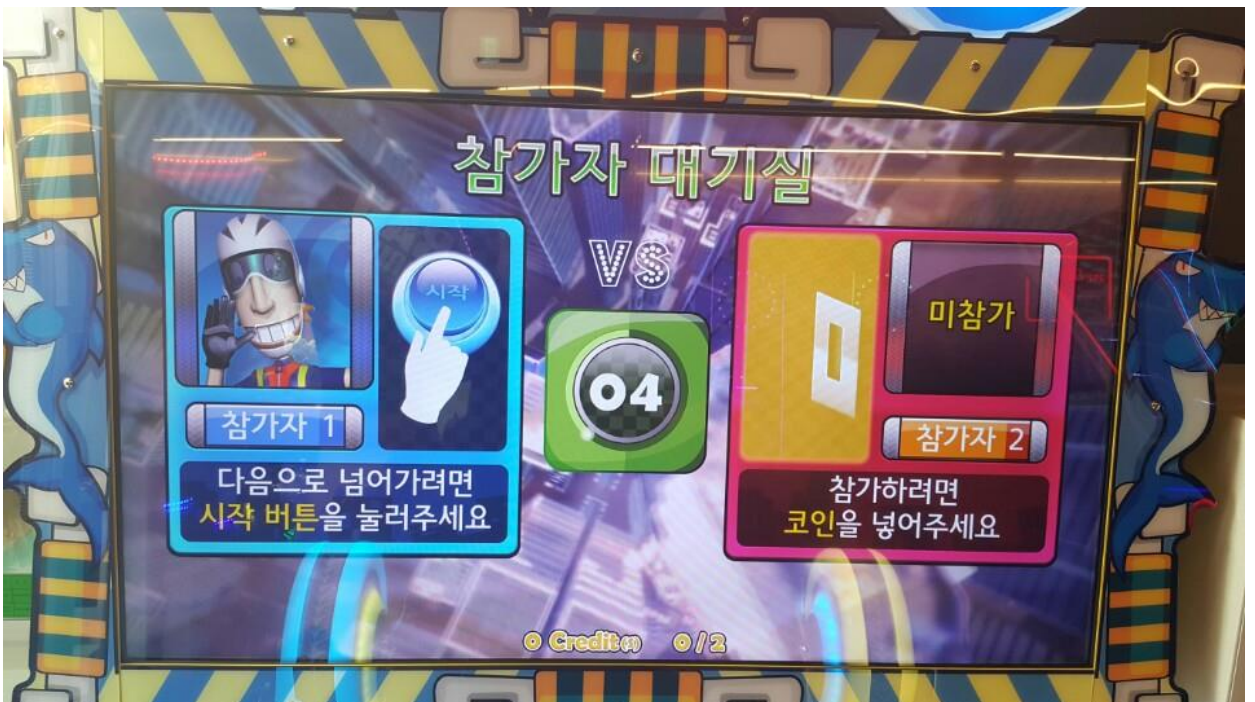 참가자 대기실
VS
시작
04
미참가
참가자 1
참가자 2
다음으로 넘어가려면
시작 버튼을 눌러주세요
참가하려면
코인을 넣어주세요
0 Credit(s) 0/2